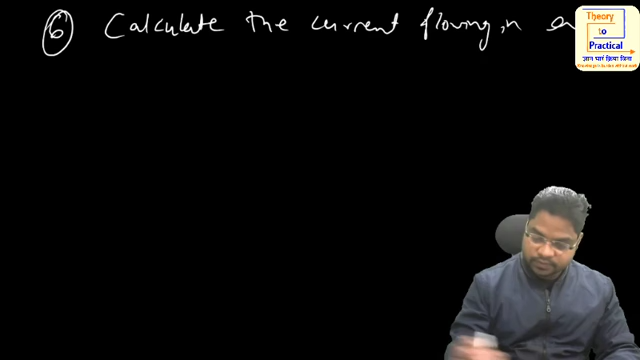 6 Calculate the current flowing in
Theory
to
Practical
ज्ञान भारं क्रिया बिना